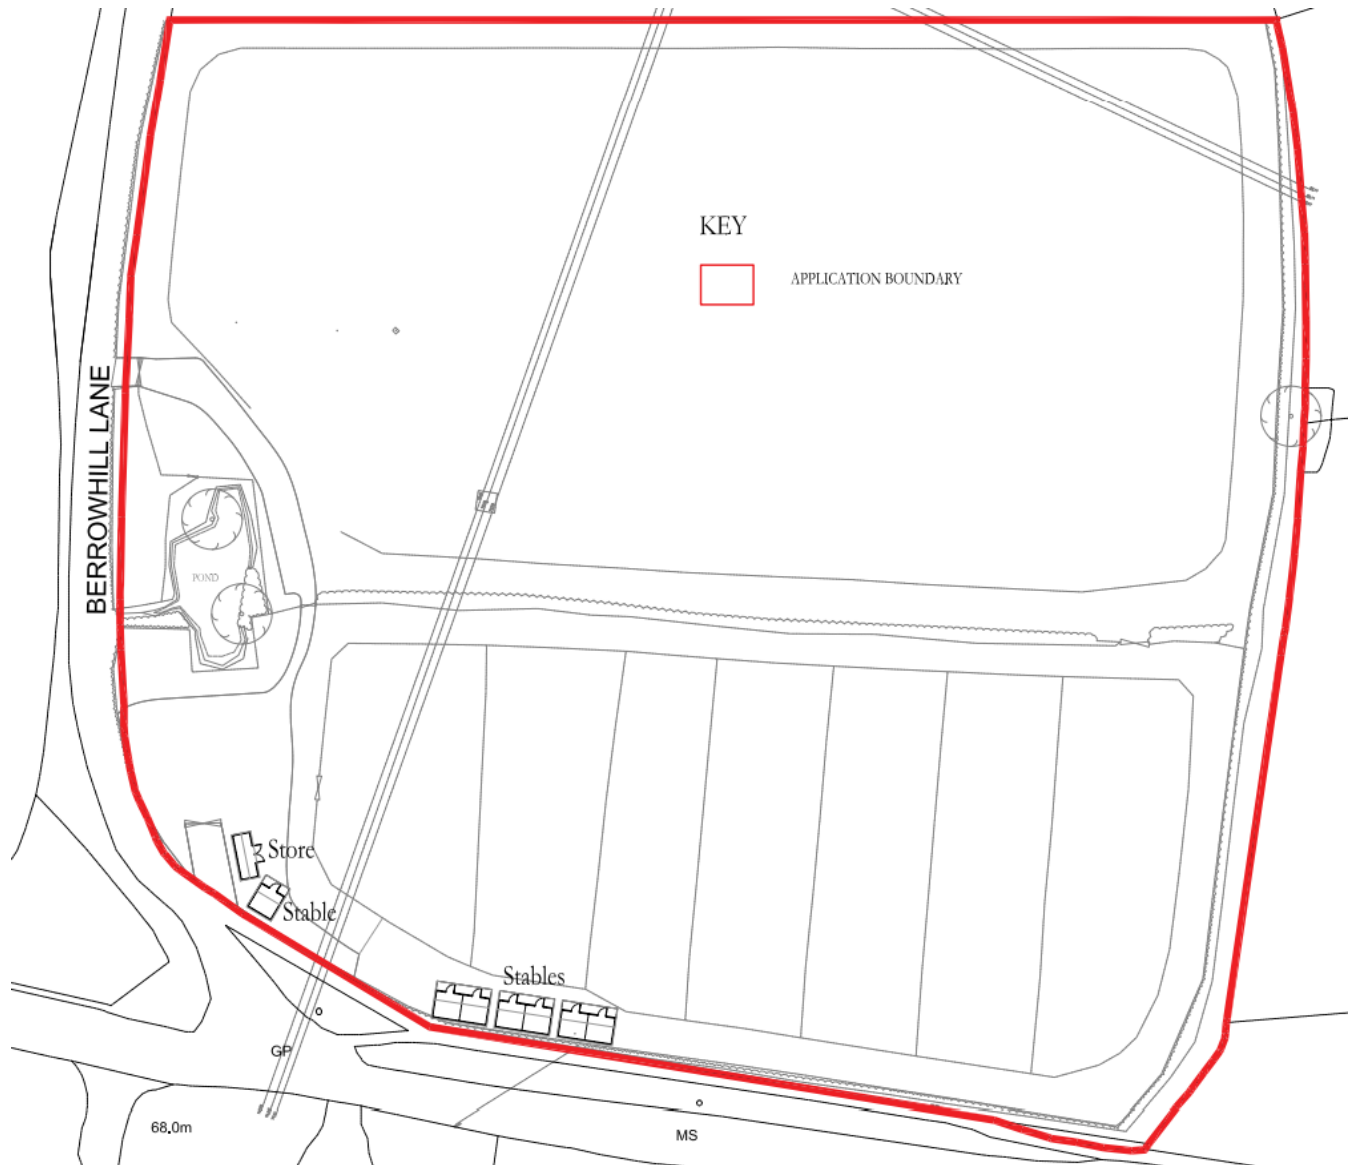 KEY
APPLICATION BOUNDARY
BERROWHILL LANE
POND
Store
Stable
Stables
GP
68.0m
MS